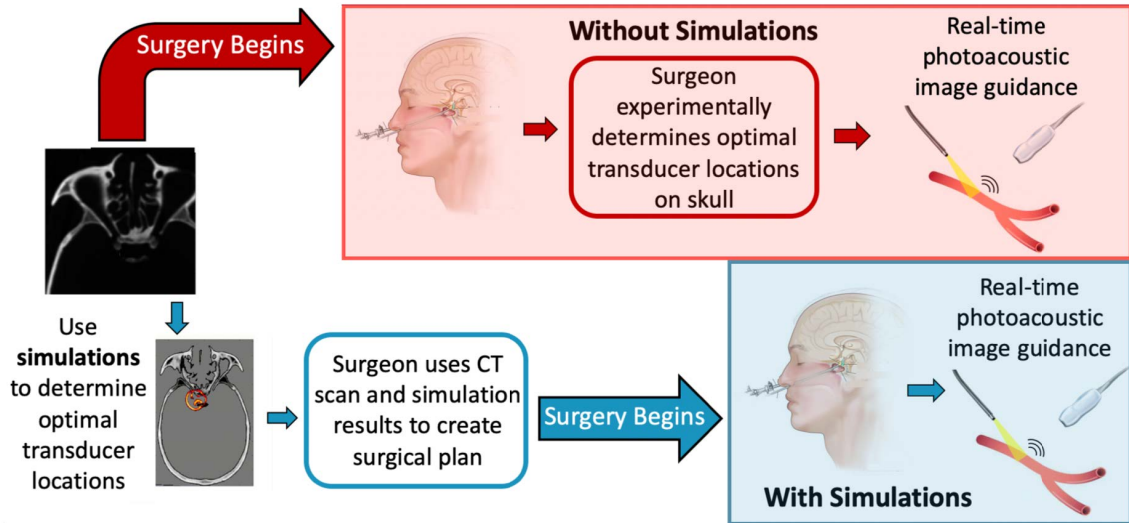 Surgery Begins
Without Simulations
Surgeon
experimentally
determines optimal
transducer locations
on skull
Real-time
photoacoustic
image guidance
Use
simulations
to determine
optimal
transducer
locations
Surgeon uses CT
scan and simulation
results to create
surgical plan
Surgery Begins
Real-time
photoacoustic
image guidance
With Simulations